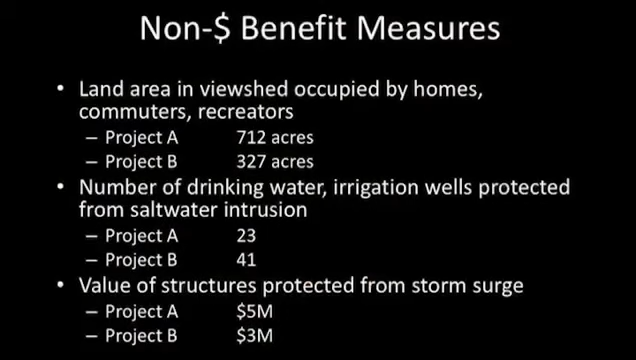 Non-$ Benefit Measures
• Land area in viewshed occupied by homes,
commuters, recreators
– Project A 712 acres
– Project B 327 acres
• Number of drinking water, irrigation wells protected
from saltwater intrusion
– Project A 23
– Project B 41
• Value of structures protected from storm surge
– Project A $5M
– Project B $3M